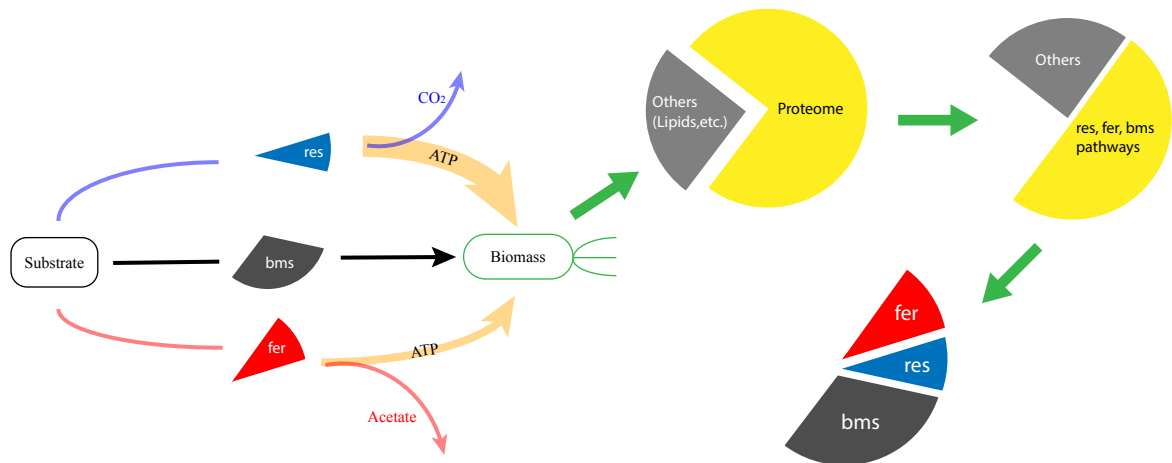 CO₂
res
ATP
Substrate
bms
Biomass
fer
ATP
Acetate
Others
(Lipids,etc.)
Proteome
Others
res, fer, bms
pathways
fer
res
bms